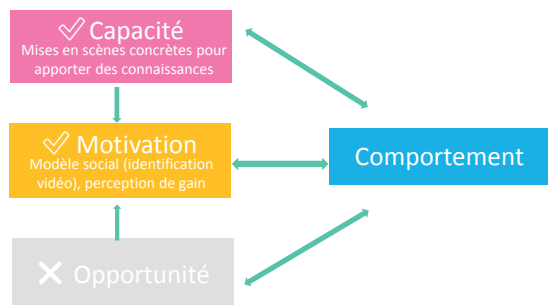 Capacité
Mises en scènes concrètes pour
apporter des connaissances
Motivation
Modèle social (identification
vidéo), perception de gain
Comportement
Opportunité